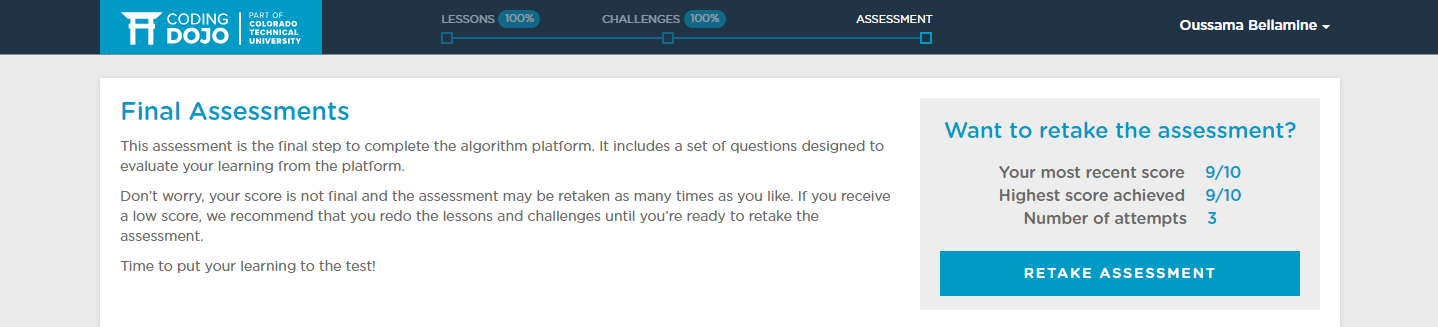 CODING
DOJO
PART OF
COLORADO
TECHNICAL
UNIVERSITY
LESSONS 100%
CHALLENGES 100%
ASSESSMENT
Oussama Bellamine
Final Assessments
This assessment is the final step to complete the algorithm platform. It includes a set of questions designed to
evaluate your learning from the platform.
Don't worry, your score is not final and the assessment may be retaken as many times as you like. If you receive
a low score, we recommend that you redo the lessons and challenges until you're ready to retake the
assessment.
Time to put your learning to the test!
Want to retake the assessment?
Your most recent score 9/10
Highest score achieved 9/10
Number of attempts 3
RETAKE ASSESSMENT